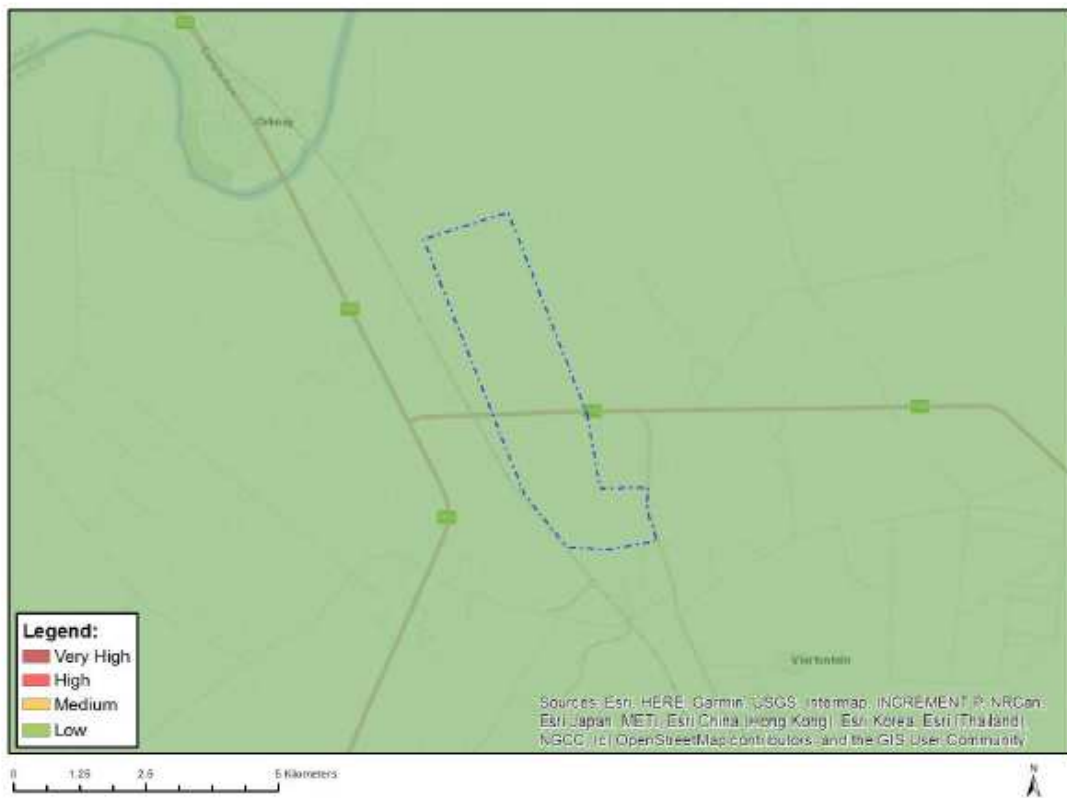 Orkney
Vierfontein
Legend:
Very High
High
Medium
Low
Sources: Esri, HERE, Garmin, USGS, Intermap, INCREMENT P, NRCan,
Esri Japan, METI, Esri China (Hong Kong), Esri Korea, Esri (Thailand),
NGCC, (c) OpenStreetMap contributors, and the GIS User Community
0 1.25 2.5 5 Kilometers
N